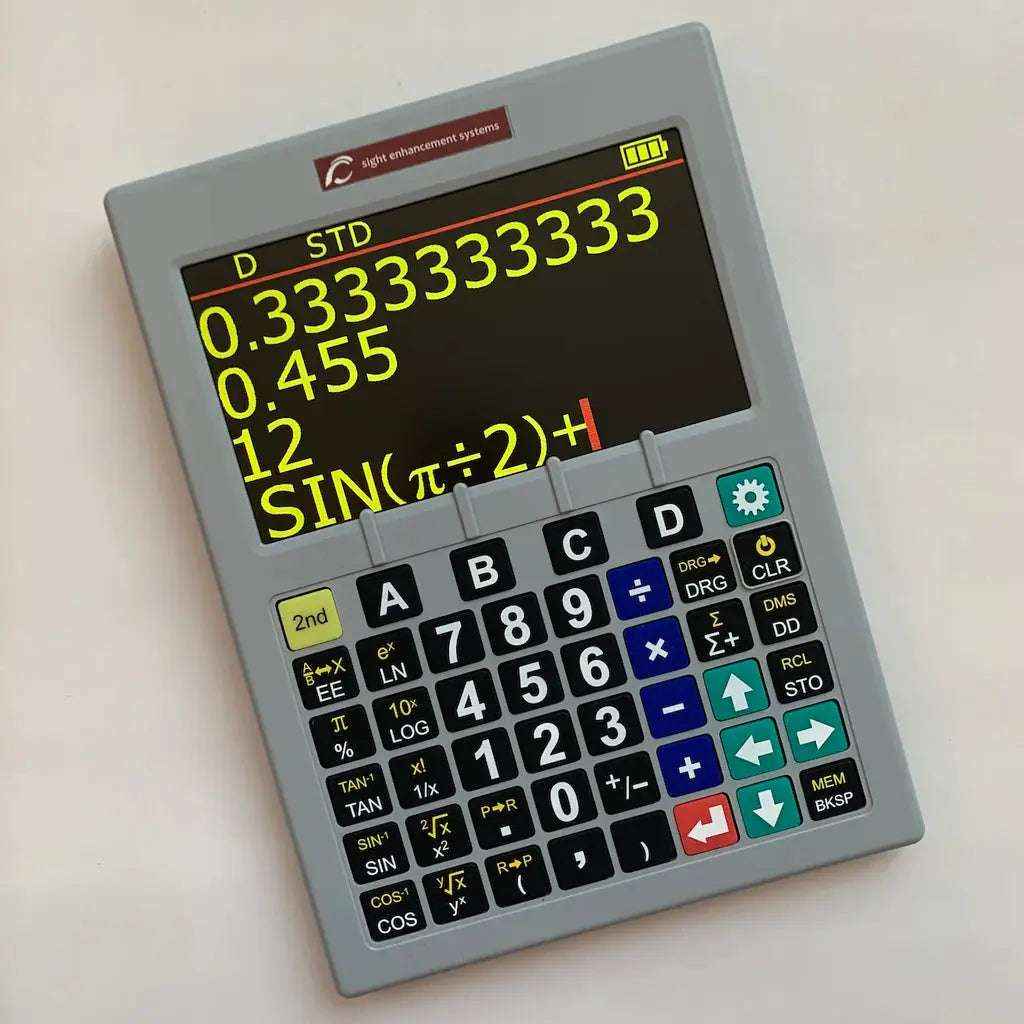 sight enhancement systems
D STD
0.3333333333
0.455
12
SIN(π÷2)+
A B C D
2nd
A/B↔X EE eˣ LN 7 8 9 ÷ DRG➡ DRG CLR
π % 10ˣ LOG 4 5 6 × Σ Σ+ DMS DD
TAN⁻¹ TAN x! 1/x 1 2 3 − RCL STO
SIN⁻¹ SIN ²√x x² P➡R . 0 +/− +
COS⁻¹ COS ʸ√x yˣ R➡P ( , ) MEM BKSP